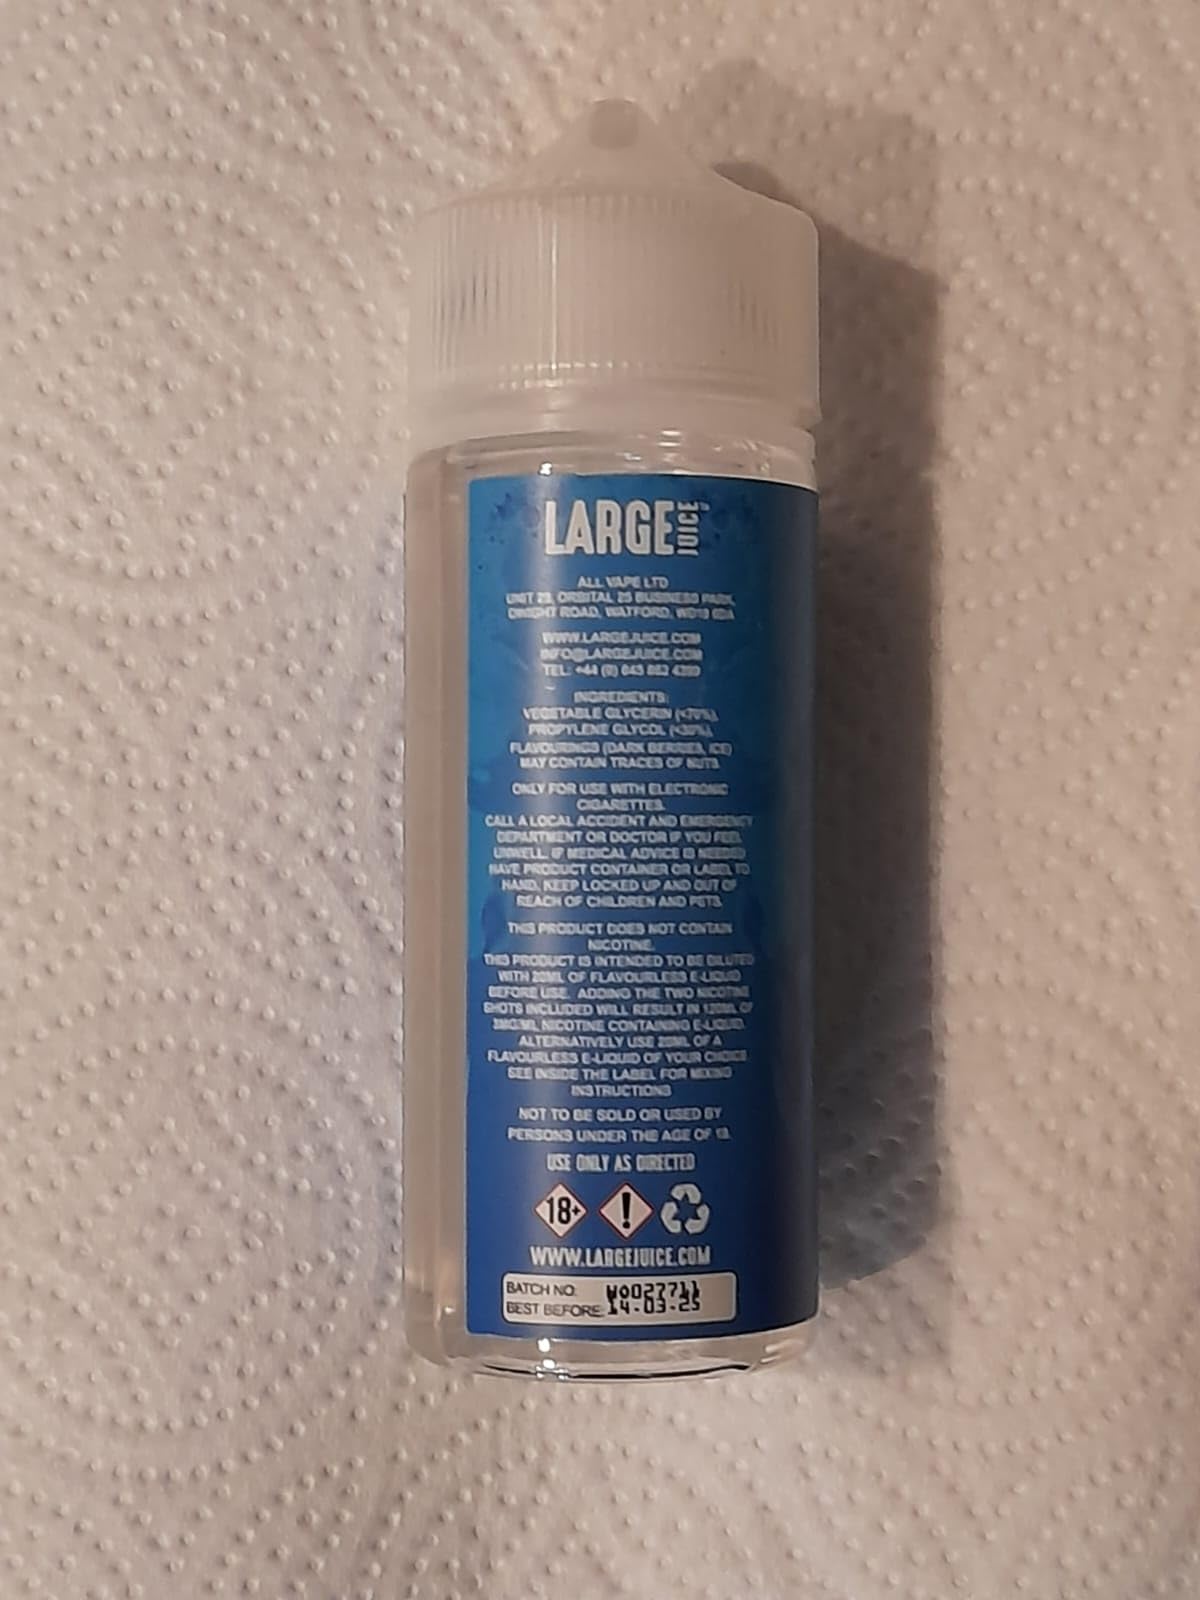 LARGE JUICE
ALL VAPE LTD
UNIT 23, ORBITAL 25 BUSINESS PARK,
DWIGHT ROAD, WATFORD,
WWW.LARGEJUICE.COM
INFO@LARGEJUICE.COM
TEL: +44 (0)
INGREDIENTS:
VEGETABLE GLYCERIN (<70%),
PROPYLENE GLYCOL (<30%),
FLAVOURINGS (DARK BERRIES, ICE)
MAY CONTAIN TRACES OF NUTS
ONLY FOR USE WITH ELECTRONIC
CIGARETTES.
CALL A LOCAL ACCIDENT AND EMERGENCY
DEPARTMENT OR DOCTOR IF YOU FEEL
UNWELL. IF MEDICAL ADVICE IS NEEDED
HAVE PRODUCT CONTAINER OR LABEL TO
HAND. KEEP LOCKED UP AND OUT OF
REACH OF CHILDREN AND PETS.
THIS PRODUCT DOES NOT CONTAIN
NICOTINE.
THIS PRODUCT IS INTENDED TO BE DILUTED
WITH 20ML OF FLAVOURLESS E-LIQUID
BEFORE USE. ADDING THE TWO NICOTINE
SHOTS INCLUDED WILL RESULT IN 120ML OF
3MG/ML NICOTINE CONTAINING E-LIQUID.
ALTERNATIVELY USE 20ML OF A
FLAVOURLESS E-LIQUID OF YOUR CHOICE
SEE INSIDE THE LABEL FOR MIXING
INSTRUCTIONS
NOT TO BE SOLD OR USED BY
PERSONS UNDER THE AGE OF 18.
USE ONLY AS DIRECTED
18+ !
WWW.LARGEJUICE.COM
BATCH NO: W0027711
BEST BEFORE: 14-03-25